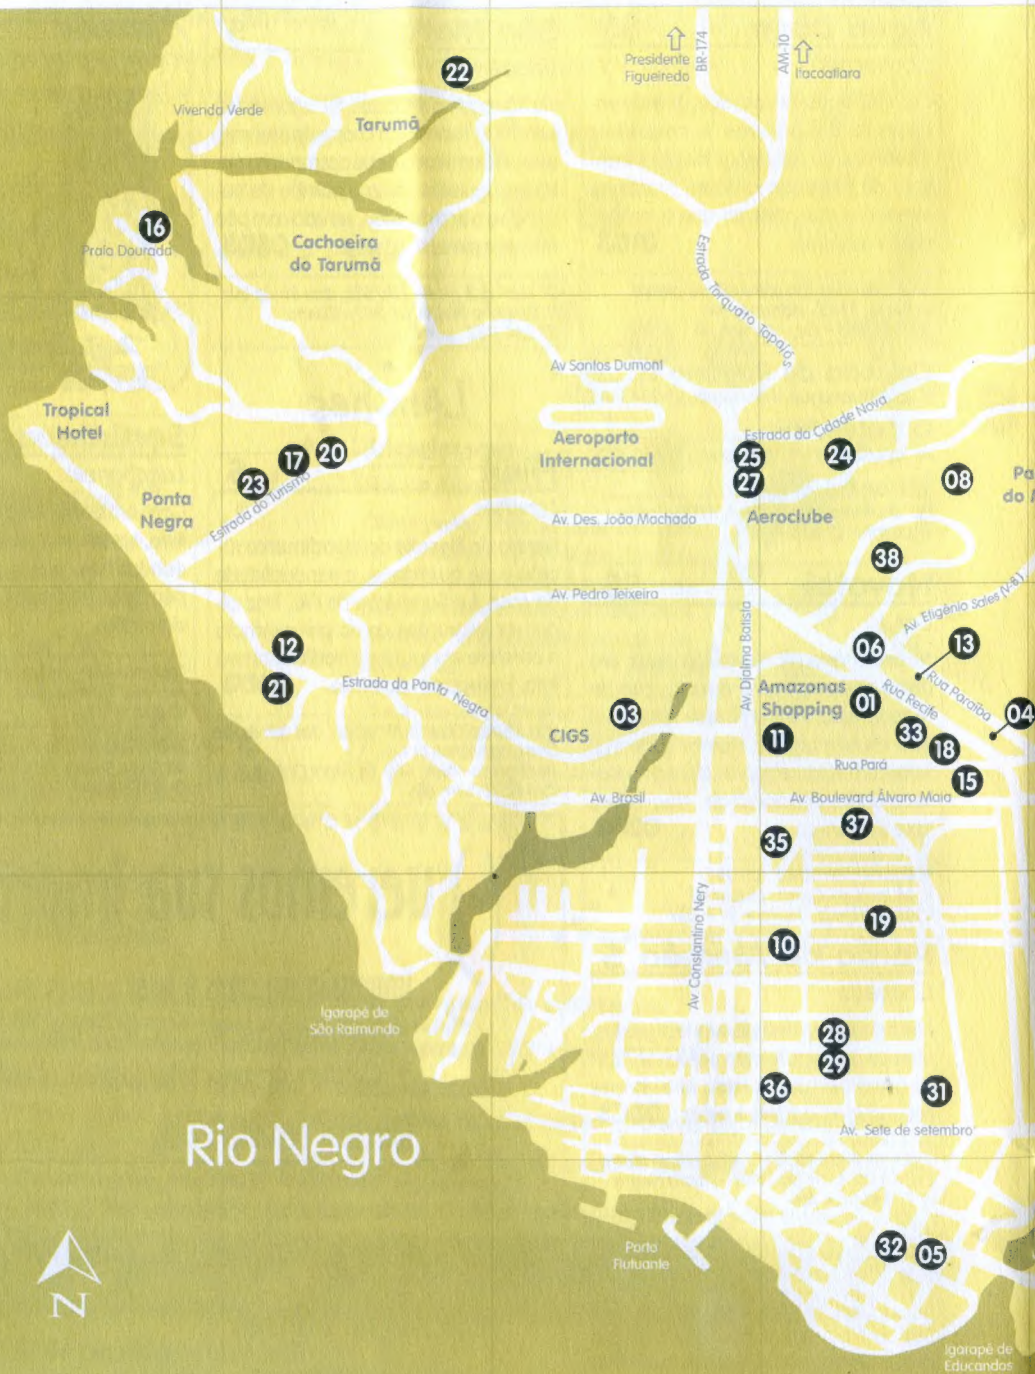 Presidente
Figueiredo
BR-174
AM-10
Itacoatiara
22
Vivenda Verde
Tarumã
16
Praia Dourada
Cachoeira
do Tarumã
Estrada Torquato Tapajós
Av Santos Dumont
Tropical
Hotel
Aeroporto
Internacional
Estrada da Cidade Nova
20
17
23
25
24
27
08
Pa
do
Estrada do Turismo
Ponta
Negra
Av. Des. João Machado
Aeroclube
38
Av. Pedro Teixeira
Av. Efigênio Sales (V-8)
12
21
Estrada da Ponta Negra
Av. Djalma Batista
06
13
Rua Paraíba
Amazonas
Shopping
01
Rua Recife
03
CIGS
11
33
18
04
Rua Pará
15
Av. Brasil
Av. Boulevard Álvaro Maia
37
35
19
10
Av Constantino Nery
Igarapé de
São Raimundo
28
29
36
31
Av. Sete de setembro
Rio Negro
N
Porto
Flutuante
32
05
Igarapé de
Educandos